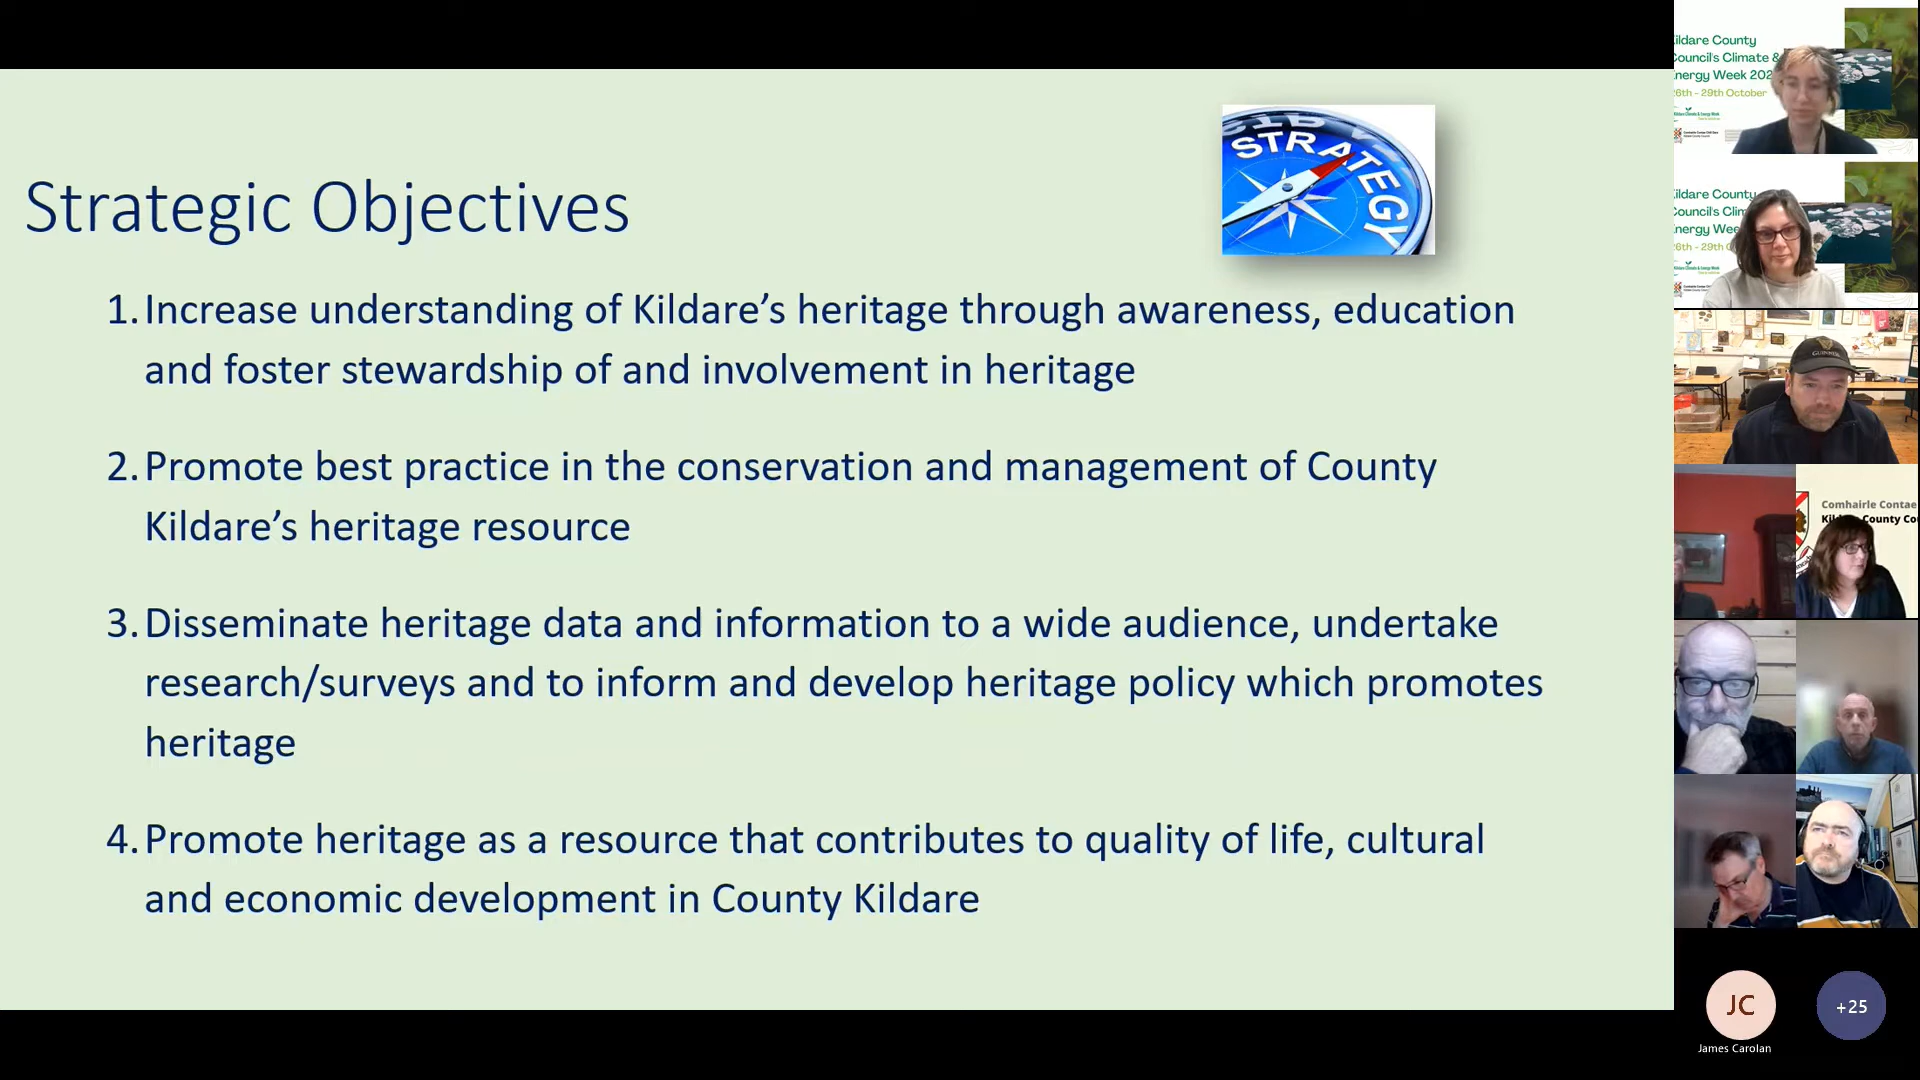 Strategic Objectives
STRATEGY
1. Increase understanding of Kildare’s heritage through awareness, education
and foster stewardship of and involvement in heritage
2. Promote best practice in the conservation and management of County
Kildare’s heritage resource
3. Disseminate heritage data and information to a wide audience, undertake
research/surveys and to inform and develop heritage policy which promotes
heritage
4. Promote heritage as a resource that contributes to quality of life, cultural
and economic development in County Kildare
ildare County
Council's Climate &
nergy Week 202
26th - 29th October
ildare County
Council's Clim
nergy Wee
26th - 29th
GUINNESS
Comhairle Contae
County Co
JC
+25
James Carolan